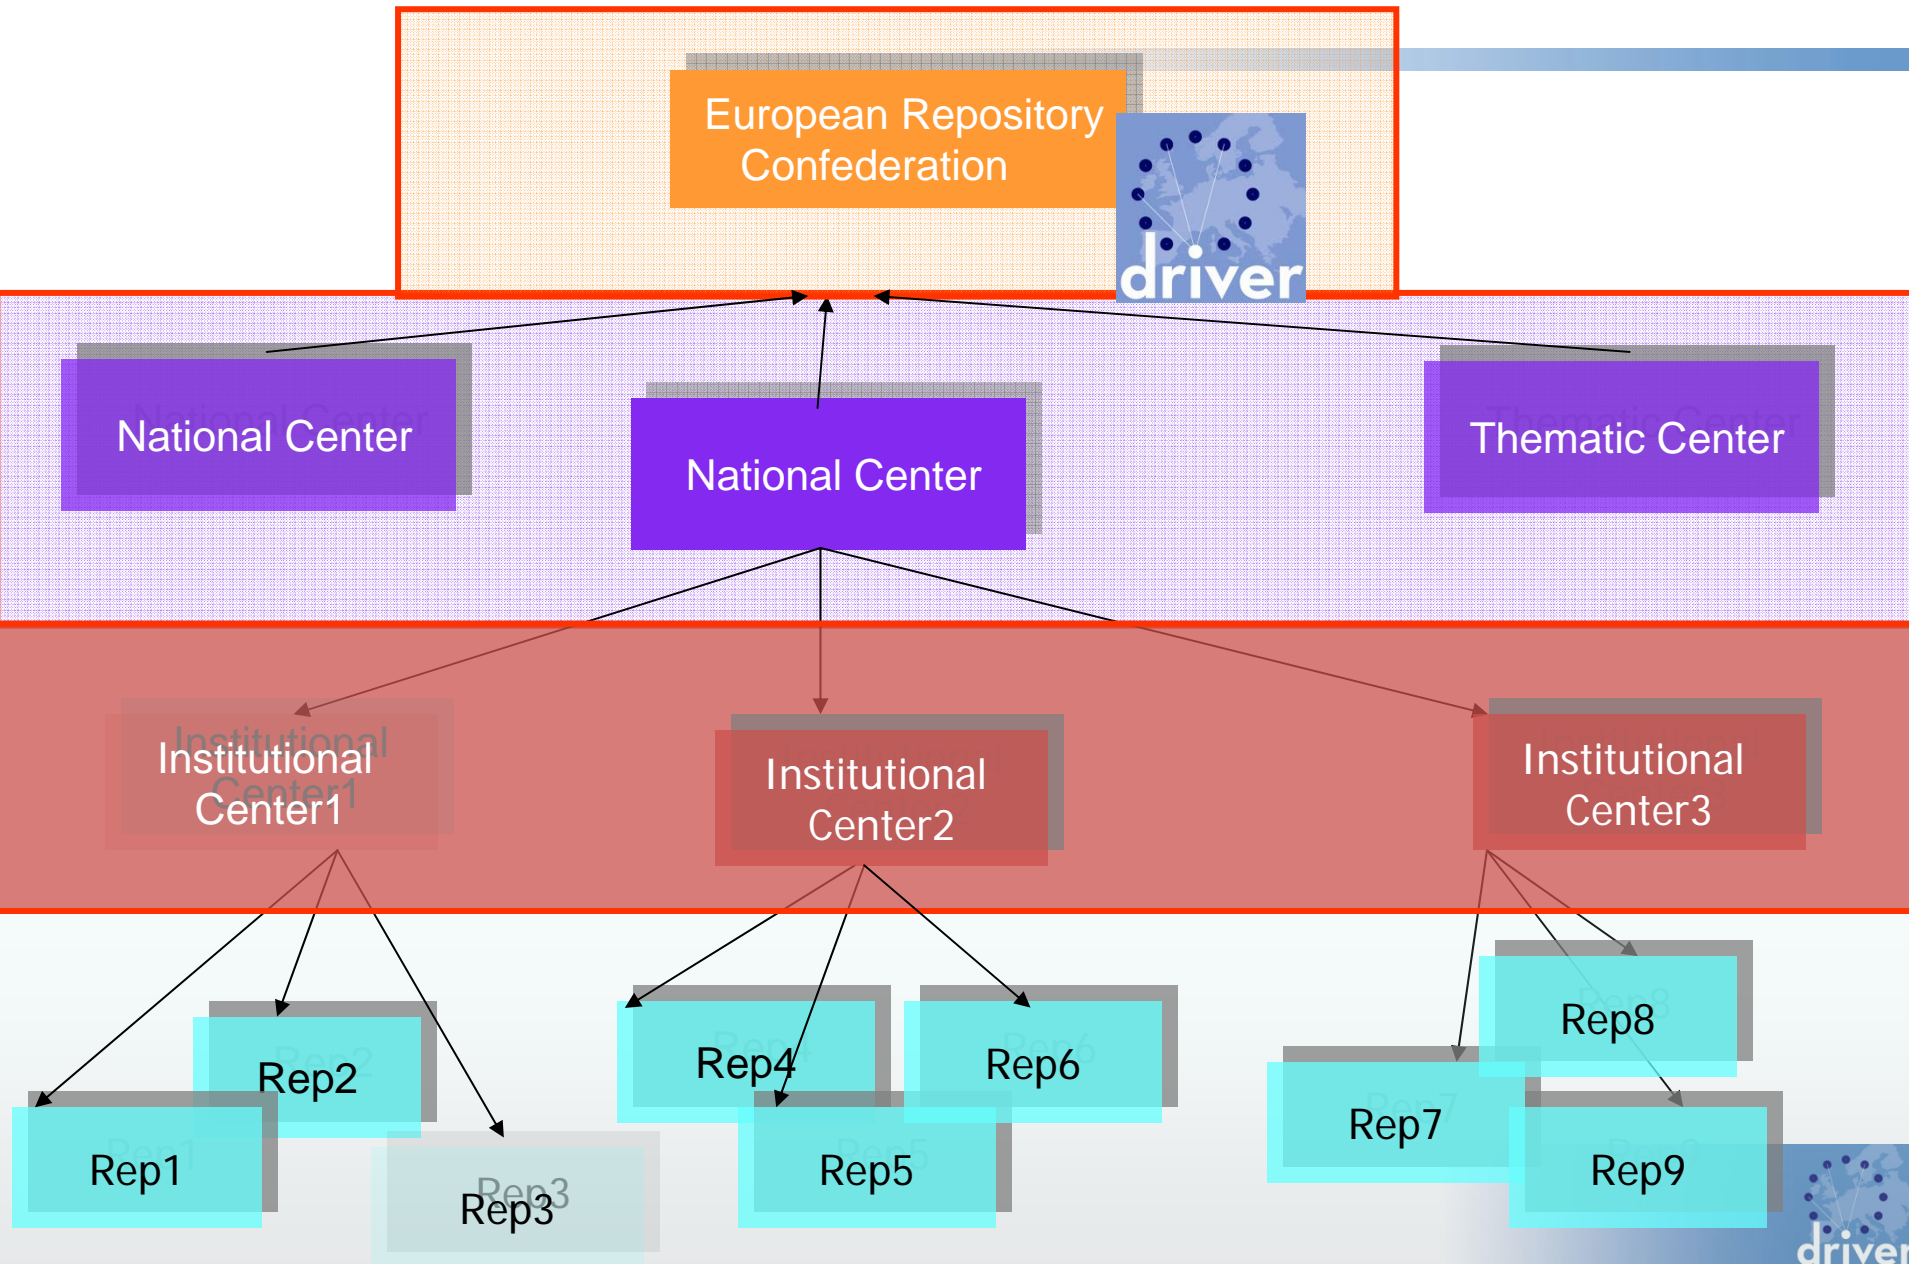 European Repository
Confederation
driver
National Center
National Center
Thematic Center
Institutional
Center1
Institutional
Center2
Institutional
Center3
Rep1
Rep2
Rep3
Rep4
Rep5
Rep6
Rep7
Rep8
Rep9
driver